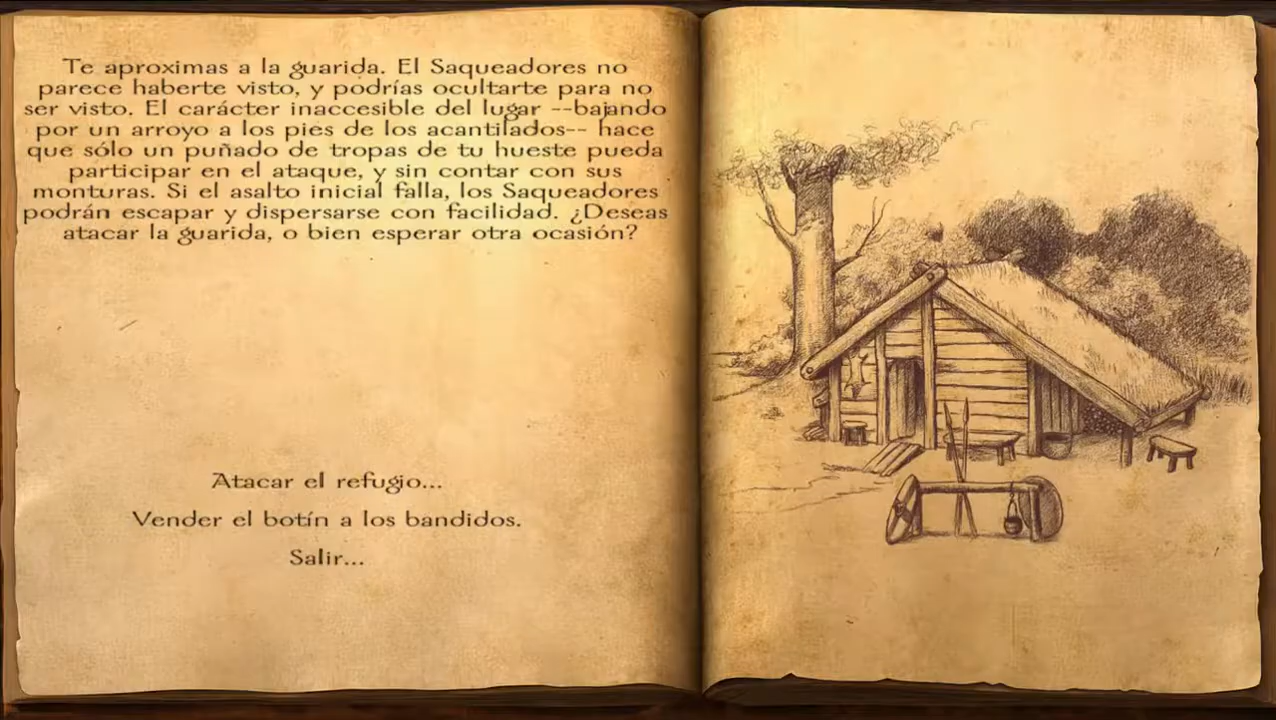 Te aproximas a la guarida. El Saqueadores no
parece haberte visto, y podrías ocultarte para no
ser visto. El carácter inaccesible del lugar --bajando
por un arroyo a los pies de los acantilados-- hace
que sólo un puñado de tropas de tu hueste pueda
participar en el ataque, y sin contar con sus
monturas. Si el asalto inicial falla, los Saqueadores
podrán escapar y dispersarse con facilidad. ¿Deseas
atacar la guarida, o bien esperar otra ocasión?
Atacar el refugio...
Vender el botín a los bandidos.
Salir...